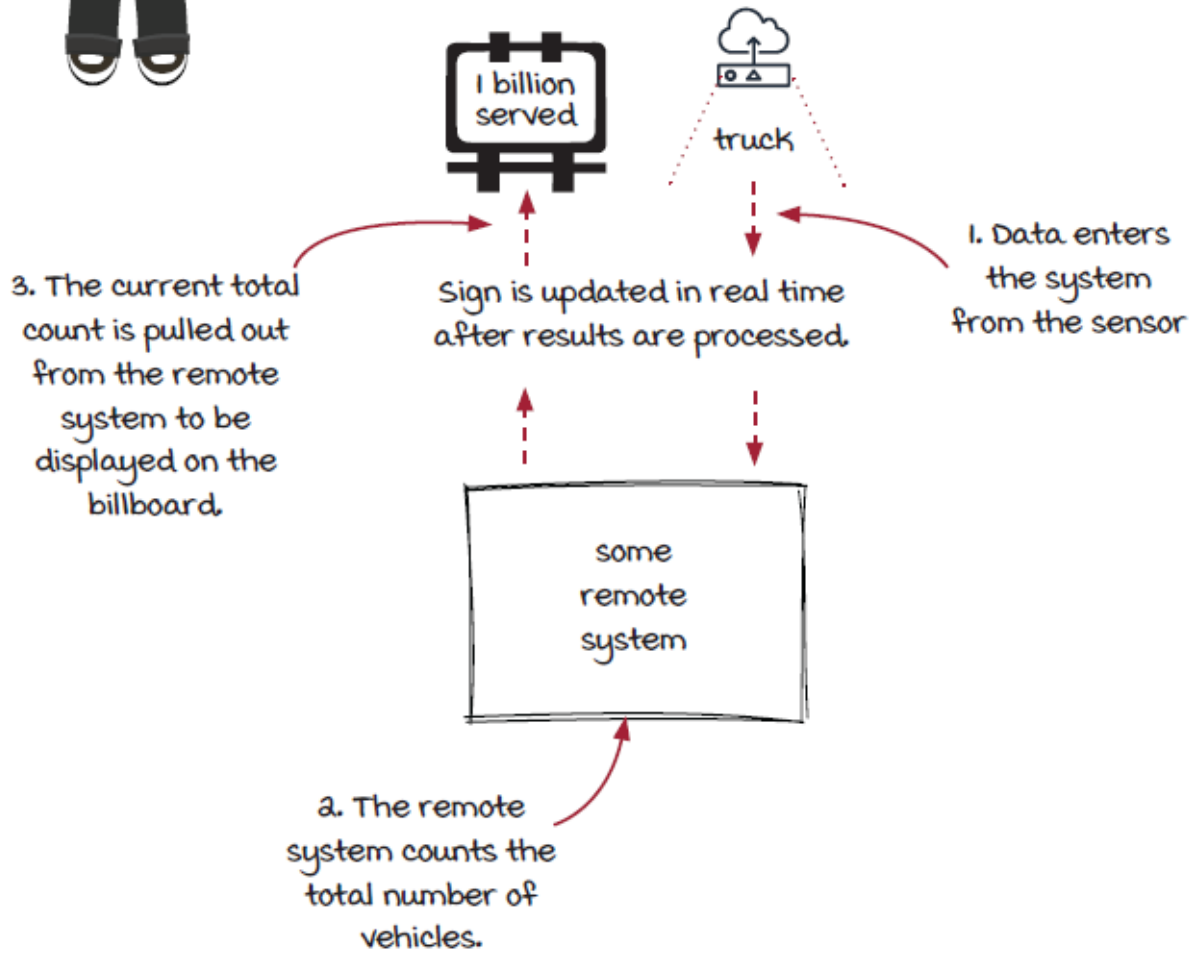 1 billion
served
truck
1. Data enters
the system
from the sensor
3. The current total
count is pulled out
from the remote
system to be
displayed on the
billboard.
Sign is updated in real time
after results are processed.
some
remote
system
2. The remote
system counts the
total number of
vehicles.